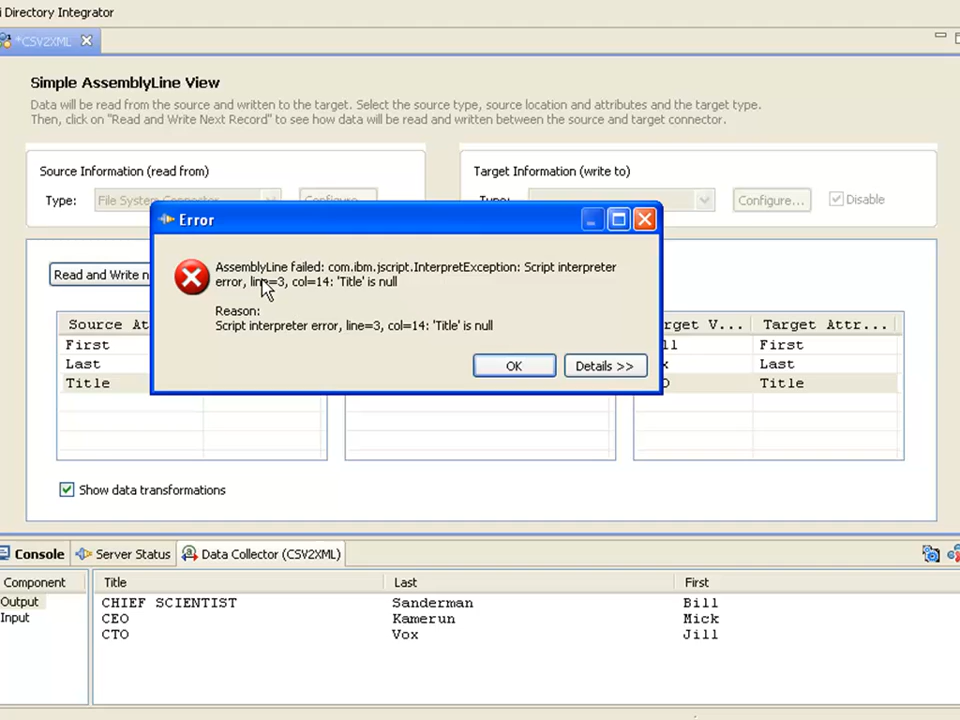 i Directory Integrator
*CSV2XML
Simple AssemblyLine View
Data will be read from the source and written to the target. Select the source type, source location and attributes and the target type.
Then, click on "Read and Write Next Record" to see how data will be read and written between the source and target connector.
Source Information (read from)
Target Information (write to)
Type:
File System Connector
Configure...
Type:
Configure...
Disable
Error
AssemblyLine failed: com.ibm.jscript.InterpretException: Script interpreter
error, line=3, col=14: 'Title' is null
Reason:
Script interpreter error, line=3, col=14: 'Title' is null
OK
Details >>
Read and Write n
Source At
rget V...
Target Attr...
First
ll
First
Last
x
Last
Title
O
Title
Show data transformations
Console
Server Status
Data Collector (CSV2XML)
Component
Title
Last
First
Output
CHIEF SCIENTIST
Sanderman
Bill
Input
CEO
Kamerun
Mick
CTO
Vox
Jill